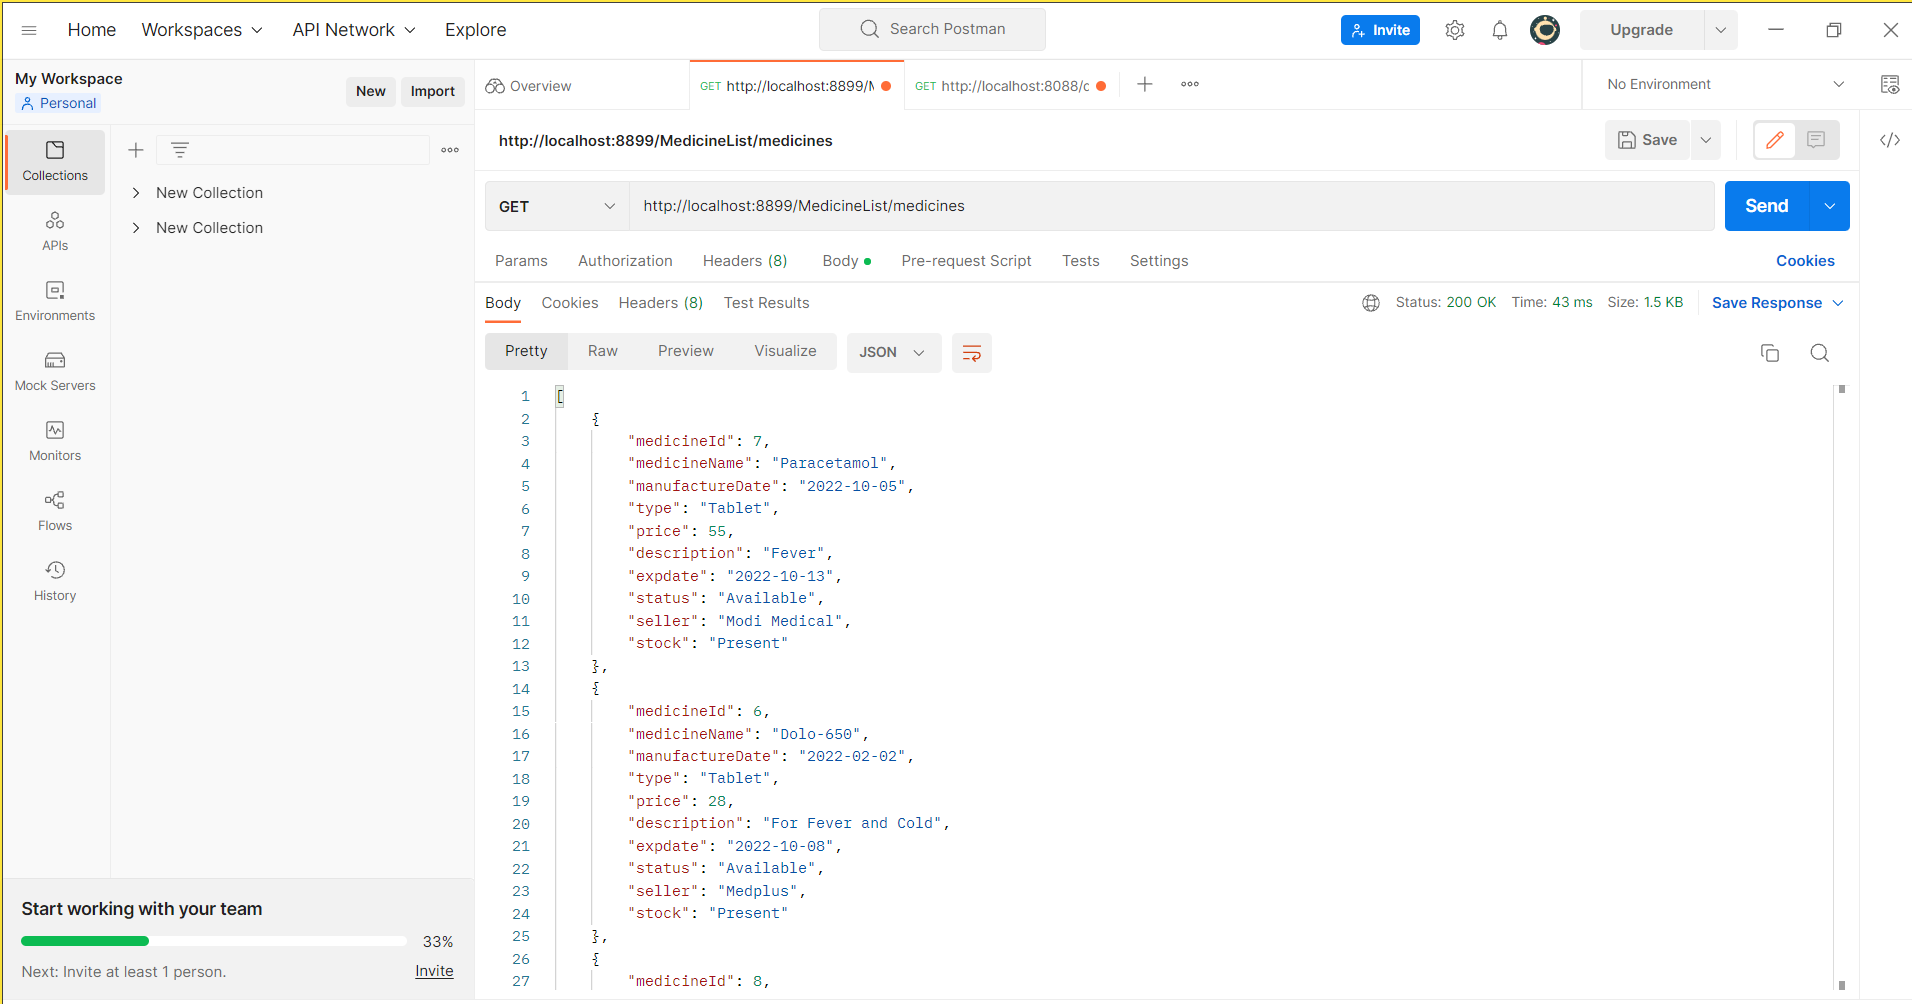 Home Workspaces API Network Explore Search Postman Invite Upgrade
My Workspace
Personal
New Import
Overview GET http://localhost:8899/M GET http://localhost:8088/c No Environment
http://localhost:8899/MedicineList/medicines Save
GET http://localhost:8899/MedicineList/medicines Send
Params Authorization Headers (8) Body Pre-request Script Tests Settings Cookies
Body Cookies Headers (8) Test Results Status: 200 OK Time: 43 ms Size: 1.5 KB Save Response
Pretty Raw Preview Visualize JSON
Collections
APIs
Environments
Mock Servers
Monitors
Flows
History
New Collection
New Collection
1 [
2 {
3 "medicineId": 7,
4 "medicineName": "Paracetamol",
5 "manufactureDate": "2022-10-05",
6 "type": "Tablet",
7 "price": 55,
8 "description": "Fever",
9 "expdate": "2022-10-13",
10 "status": "Available",
11 "seller": "Modi Medical",
12 "stock": "Present"
13 },
14 {
15 "medicineId": 6,
16 "medicineName": "Dolo-650",
17 "manufactureDate": "2022-02-02",
18 "type": "Tablet",
19 "price": 28,
20 "description": "For Fever and Cold",
21 "expdate": "2022-10-08",
22 "status": "Available",
23 "seller": "Medplus",
24 "stock": "Present"
25 },
26 {
27 "medicineId": 8,
Start working with your team
33%
Next: Invite at least 1 person. Invite